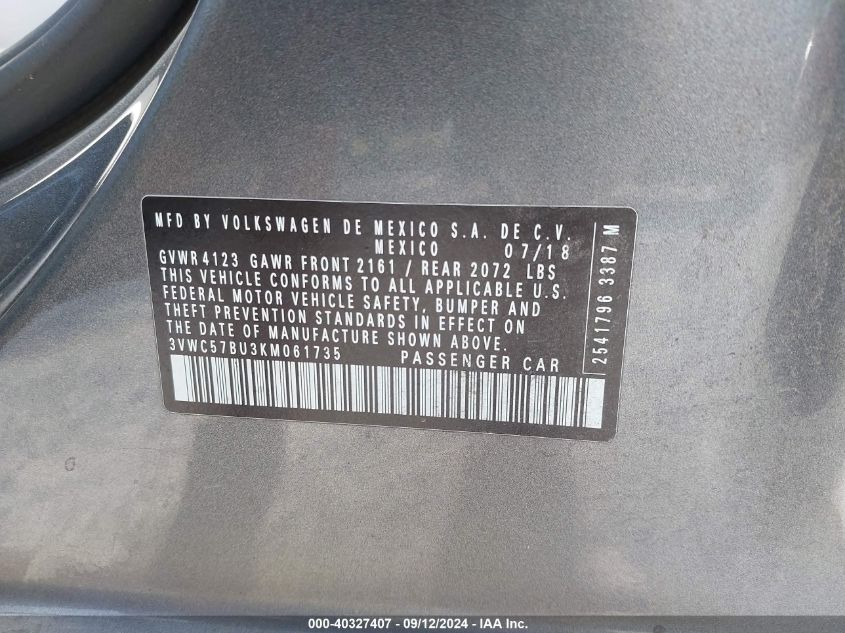 MFD BY VOLKSWAGEN DE MEXICO S.A. DE C.V.
MEXICO 07/18
GVWR 4123 GAWR FRONT 2161 / REAR 2072 LBS
THIS VEHICLE CONFORMS TO ALL APPLICABLE U.S.
FEDERAL MOTOR VEHICLE SAFETY, BUMPER AND
THEFT PREVENTION STANDARDS IN EFFECT ON
THE DATE OF MANUFACTURE SHOWN ABOVE.
3VWC57BU3KM061735 PASSENGER CAR
2541796 3387 M
000-40327407 - 09/12/2024 - IAA Inc.